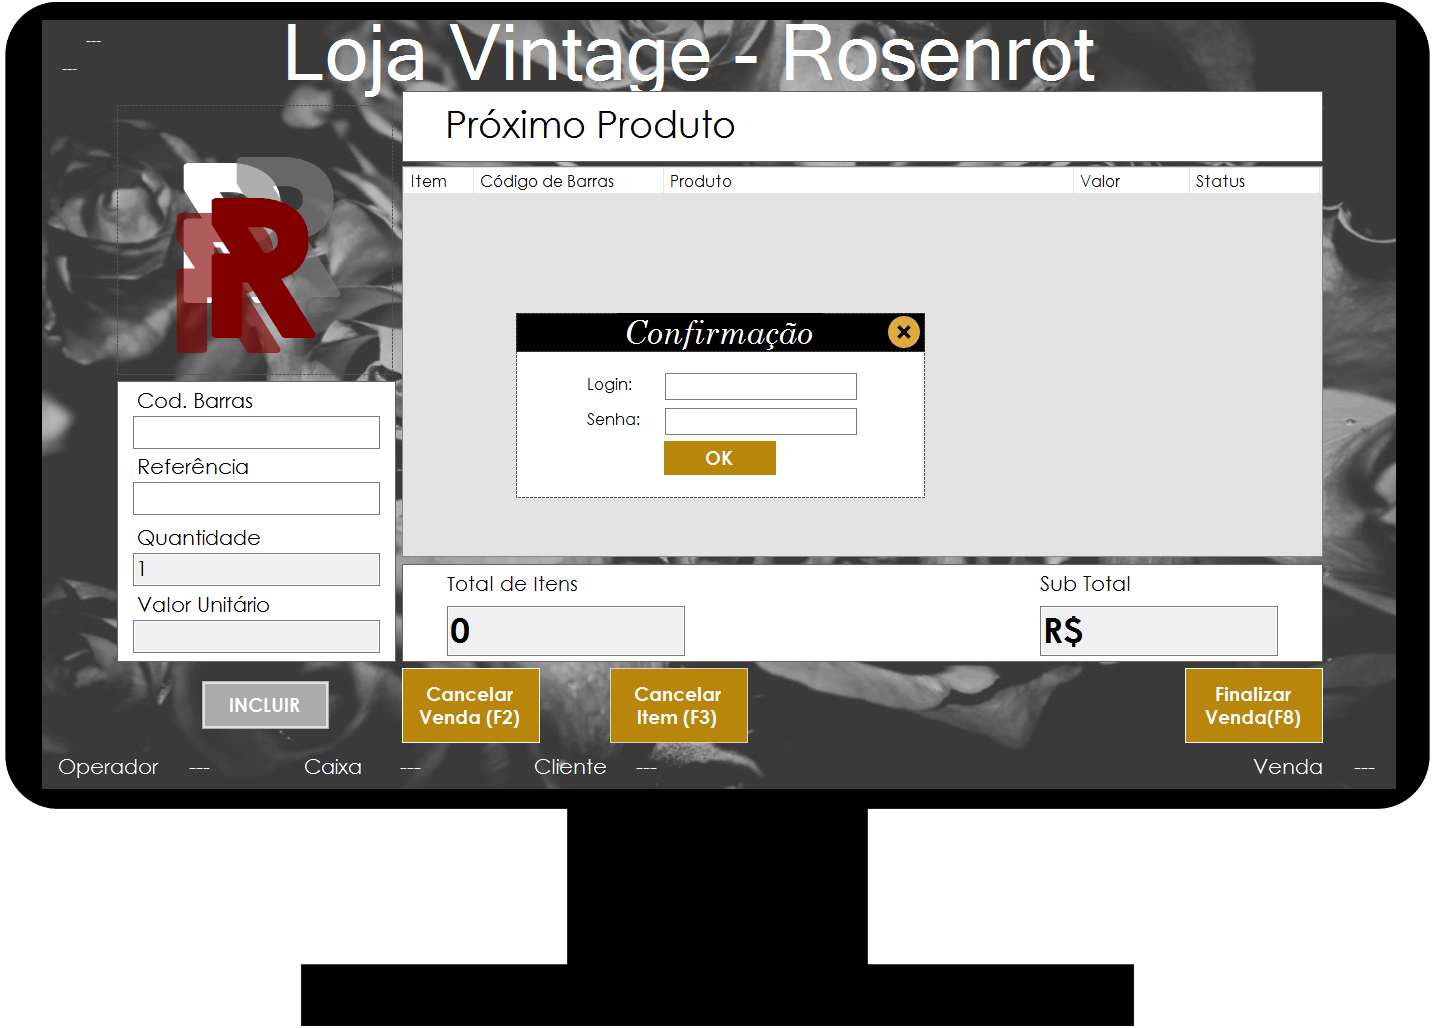 ---
---
Loja Vintage - Rosenrot
Próximo Produto
Item Código de Barras Produto Valor Status
R R
R R
R
Confirmação
Login:
Senha:
OK
Cod. Barras
Referência
Quantidade
1
Valor Unitário
Total de Itens Sub Total
0 R$
INCLUIR
Cancelar
Venda (F2)
Cancelar
Item (F3)
Finalizar
Venda(F8)
Operador --- Caixa --- Cliente --- Venda ---